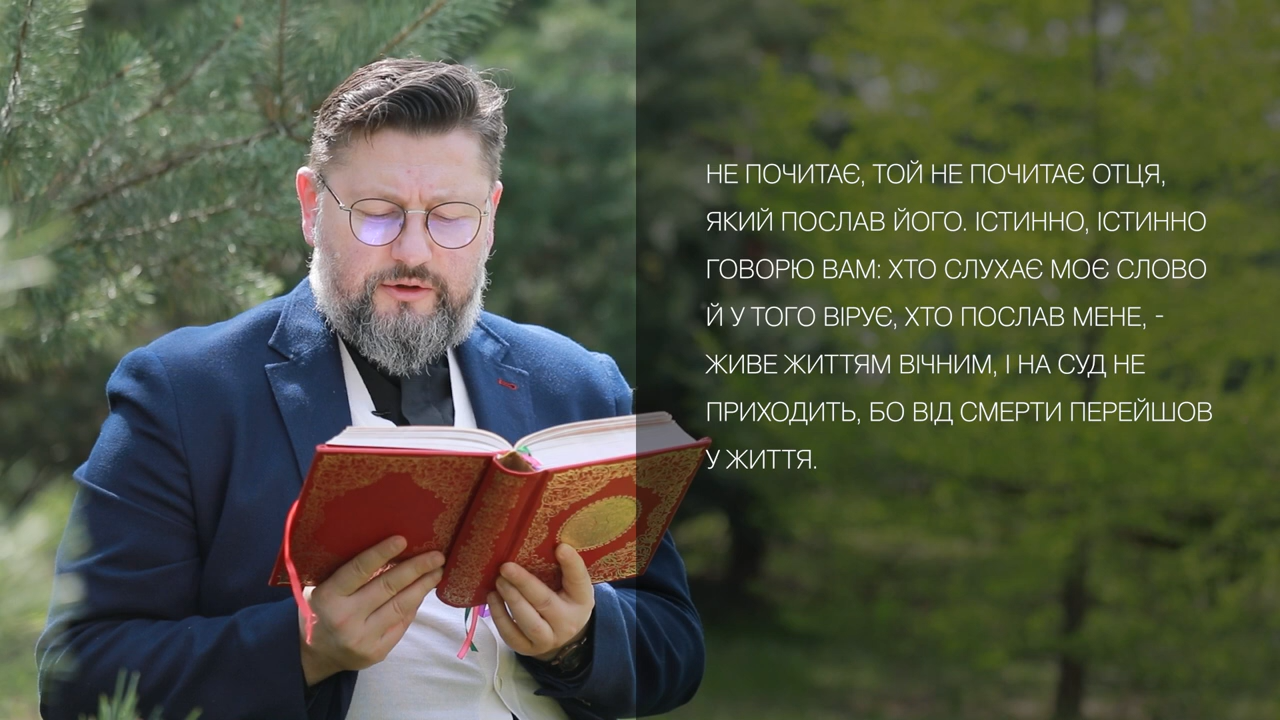 НЕ ПОЧИТАЄ, ТОЙ НЕ ПОЧИТАЄ ОТЦЯ,
ЯКИЙ ПОСЛАВ ЙОГО. ІСТИННО, ІСТИННО
ГОВОРЮ ВАМ: ХТО СЛУХАЄ МОЄ СЛОВО
Й У ТОГО ВІРУЄ, ХТО ПОСЛАВ МЕНЕ, -
ЖИВЕ ЖИТТЯМ ВІЧНИМ, І НА СУД НЕ
ПРИХОДИТЬ, БО ВІД СМЕРТИ ПЕРЕЙШОВ
У ЖИТТЯ.